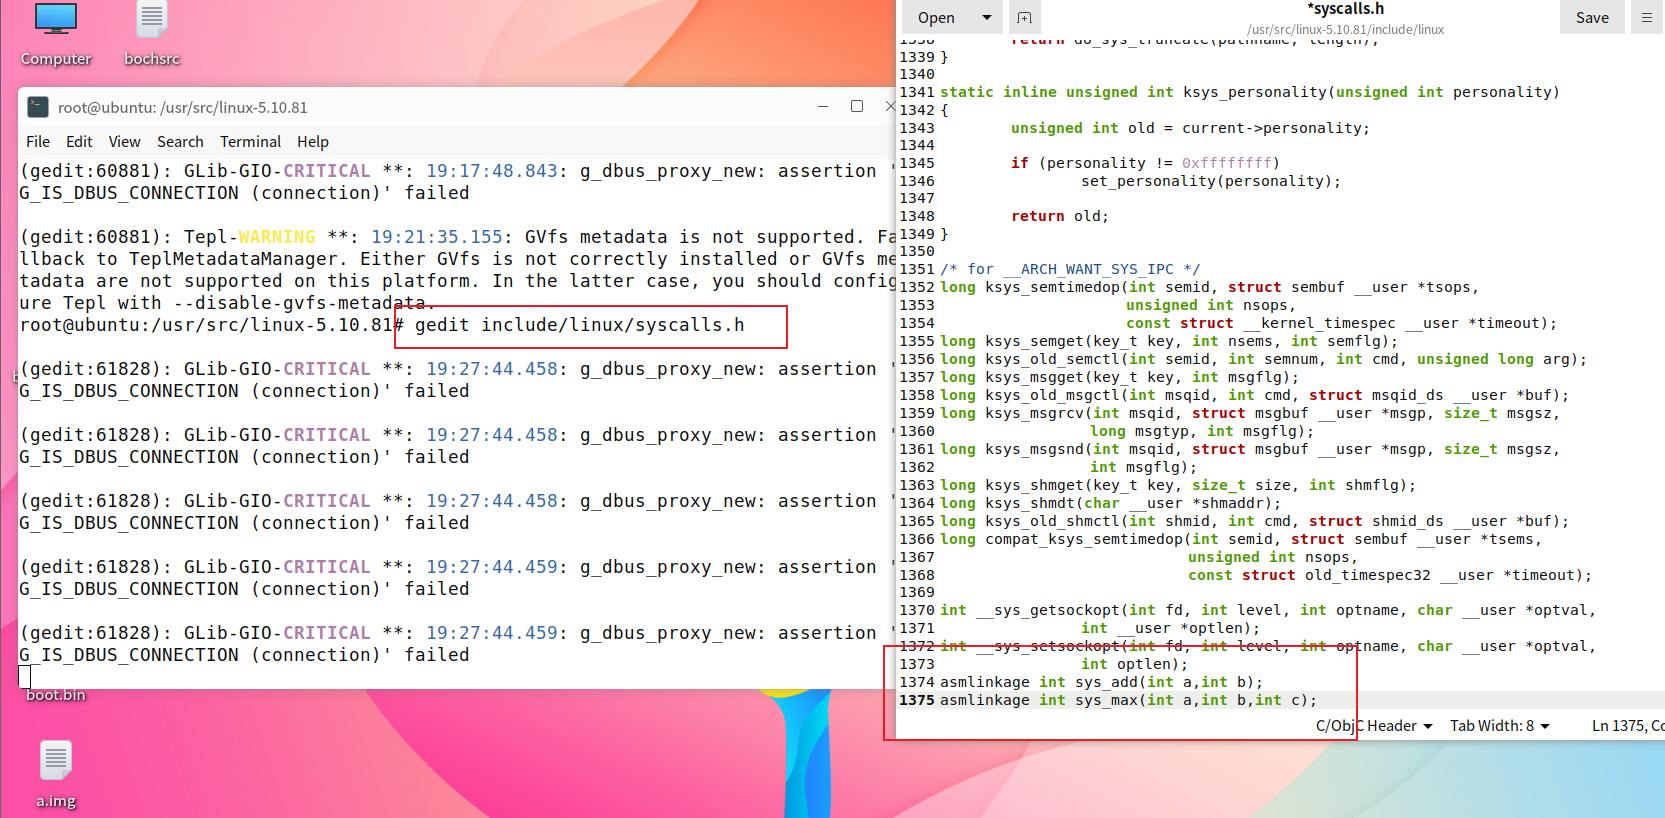 Computer
bochsrc
root@ubuntu: /usr/src/linux-5.10.81
File Edit View Search Terminal Help
(gedit:60881): GLib-GIO-CRITICAL **: 19:17:48.843: g_dbus_proxy_new: assertion '
G_IS_DBUS_CONNECTION (connection)' failed
(gedit:60881): Tepl-WARNING **: 19:21:35.155: GVfs metadata is not supported. Fa
llback to TeplMetadataManager. Either GVfs is not correctly installed or GVfs me
tadata are not supported on this platform. In the latter case, you should config
ure Tepl with --disable-gvfs-metadata.
root@ubuntu:/usr/src/linux-5.10.81# gedit include/linux/syscalls.h
(gedit:61828): GLib-GIO-CRITICAL **: 19:27:44.458: g_dbus_proxy_new: assertion '
G_IS_DBUS_CONNECTION (connection)' failed
(gedit:61828): GLib-GIO-CRITICAL **: 19:27:44.458: g_dbus_proxy_new: assertion '
G_IS_DBUS_CONNECTION (connection)' failed
(gedit:61828): GLib-GIO-CRITICAL **: 19:27:44.458: g_dbus_proxy_new: assertion '
G_IS_DBUS_CONNECTION (connection)' failed
(gedit:61828): GLib-GIO-CRITICAL **: 19:27:44.459: g_dbus_proxy_new: assertion '
G_IS_DBUS_CONNECTION (connection)' failed
(gedit:61828): GLib-GIO-CRITICAL **: 19:27:44.459: g_dbus_proxy_new: assertion '
G_IS_DBUS_CONNECTION (connection)' failed
boot.bin
a.img
Open
*syscalls.h
/usr/src/linux-5.10.81/include/linux
Save
1338 return do_sys_truncate(pathname, length);
1339 }
1340
1341 static inline unsigned int ksys_personality(unsigned int personality)
1342 {
1343 unsigned int old = current->personality;
1344
1345 if (personality != 0xffffffff)
1346 set_personality(personality);
1347
1348 return old;
1349 }
1350
1351 /* for __ARCH_WANT_SYS_IPC */
1352 long ksys_semtimedop(int semid, struct sembuf __user *tsops,
1353 unsigned int nsops,
1354 const struct __kernel_timespec __user *timeout);
1355 long ksys_semget(key_t key, int nsems, int semflg);
1356 long ksys_old_semctl(int semid, int semnum, int cmd, unsigned long arg);
1357 long ksys_msgget(key_t key, int msgflg);
1358 long ksys_old_msgctl(int msqid, int cmd, struct msqid_ds __user *buf);
1359 long ksys_msgrcv(int msqid, struct msgbuf __user *msgp, size_t msgsz,
1360 long msgtyp, int msgflg);
1361 long ksys_msgsnd(int msqid, struct msgbuf __user *msgp, size_t msgsz,
1362 int msgflg);
1363 long ksys_shmget(key_t key, size_t size, int shmflg);
1364 long ksys_shmdt(char __user *shmaddr);
1365 long ksys_old_shmctl(int shmid, int cmd, struct shmid_ds __user *buf);
1366 long compat_ksys_semtimedop(int semid, struct sembuf __user *tsems,
1367 unsigned int nsops,
1368 const struct old_timespec32 __user *timeout);
1369
1370 int __sys_getsockopt(int fd, int level, int optname, char __user *optval,
1371 int __user *optlen);
1372 int __sys_setsockopt(int fd, int level, int optname, char __user *optval,
1373 int optlen);
1374 asmlinkage int sys_add(int a,int b);
1375 asmlinkage int sys_max(int a,int b,int c);
C/ObjC Header Tab Width: 8 Ln 1375, Co